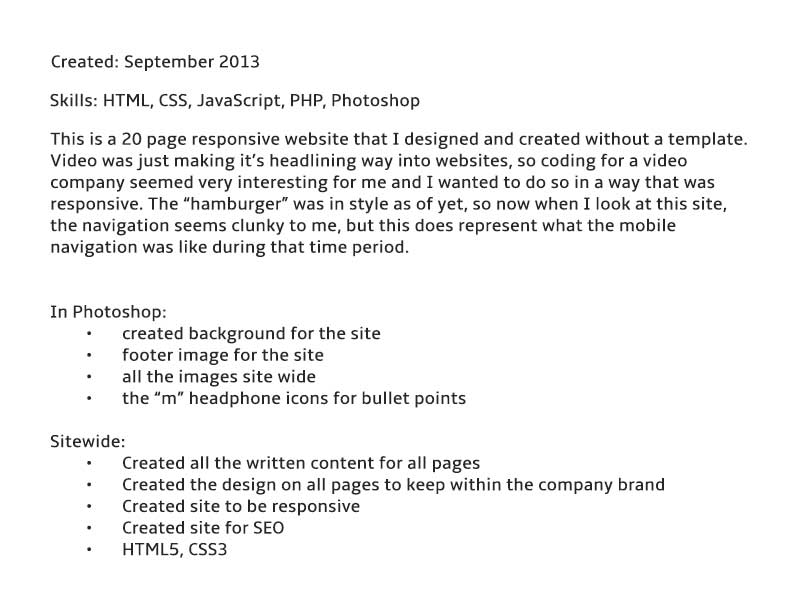 Created: September 2013
Skills: HTML, CSS, JavaScript, PHP, Photoshop
This is a 20 page responsive website that I designed and created without a template.
Video was just making it’s headlining way into websites, so coding for a video
company seemed very interesting for me and I wanted to do so in a way that was
responsive. The “hamburger” was in style as of yet, so now when I look at this site,
the navigation seems clunky to me, but this does represent what the mobile
navigation was like during that time period.
In Photoshop:
• created background for the site
• footer image for the site
• all the images site wide
• the “m” headphone icons for bullet points
Sitewide:
• Created all the written content for all pages
• Created the design on all pages to keep within the company brand
• Created site to be responsive
• Created site for SEO
• HTML5, CSS3